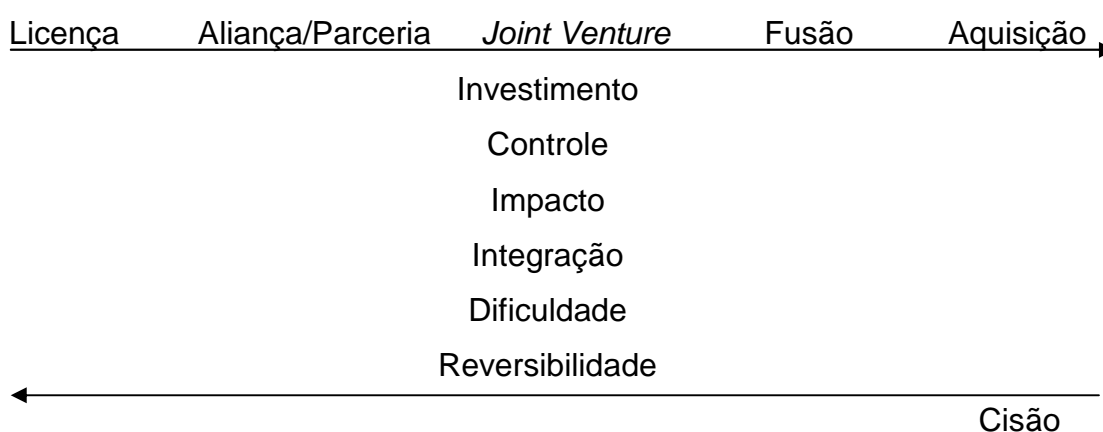 Licença Aliança/Parceria Joint Venture Fusão Aquisição
Investimento
Controle
Impacto
Integração
Dificuldade
Reversibilidade
Cisão